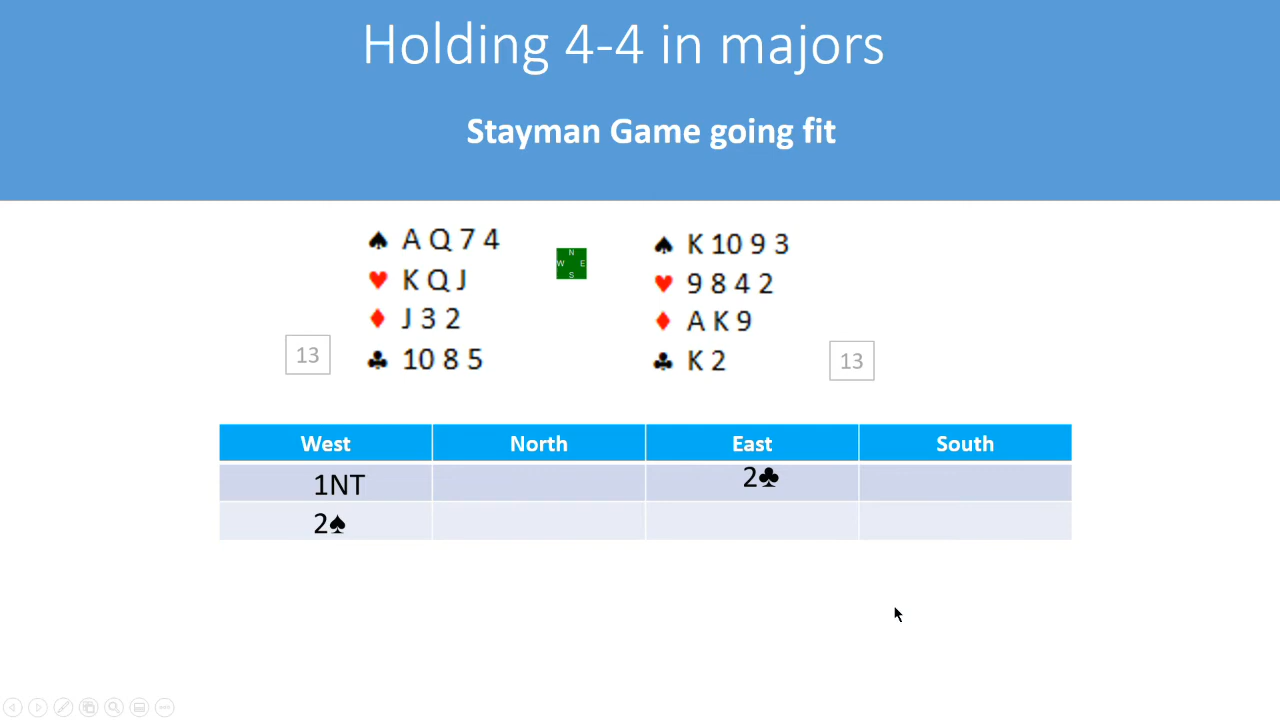 Holding 4-4 in majors
Stayman Game going fit
♠ A Q 7 4
♥ K Q J
♦ J 3 2
♣ 10 8 5
13
N
W E
S
♠ K 10 9 3
♥ 9 8 4 2
♦ A K 9
♣ K 2
13
West North East South
1NT 2♣
2♠